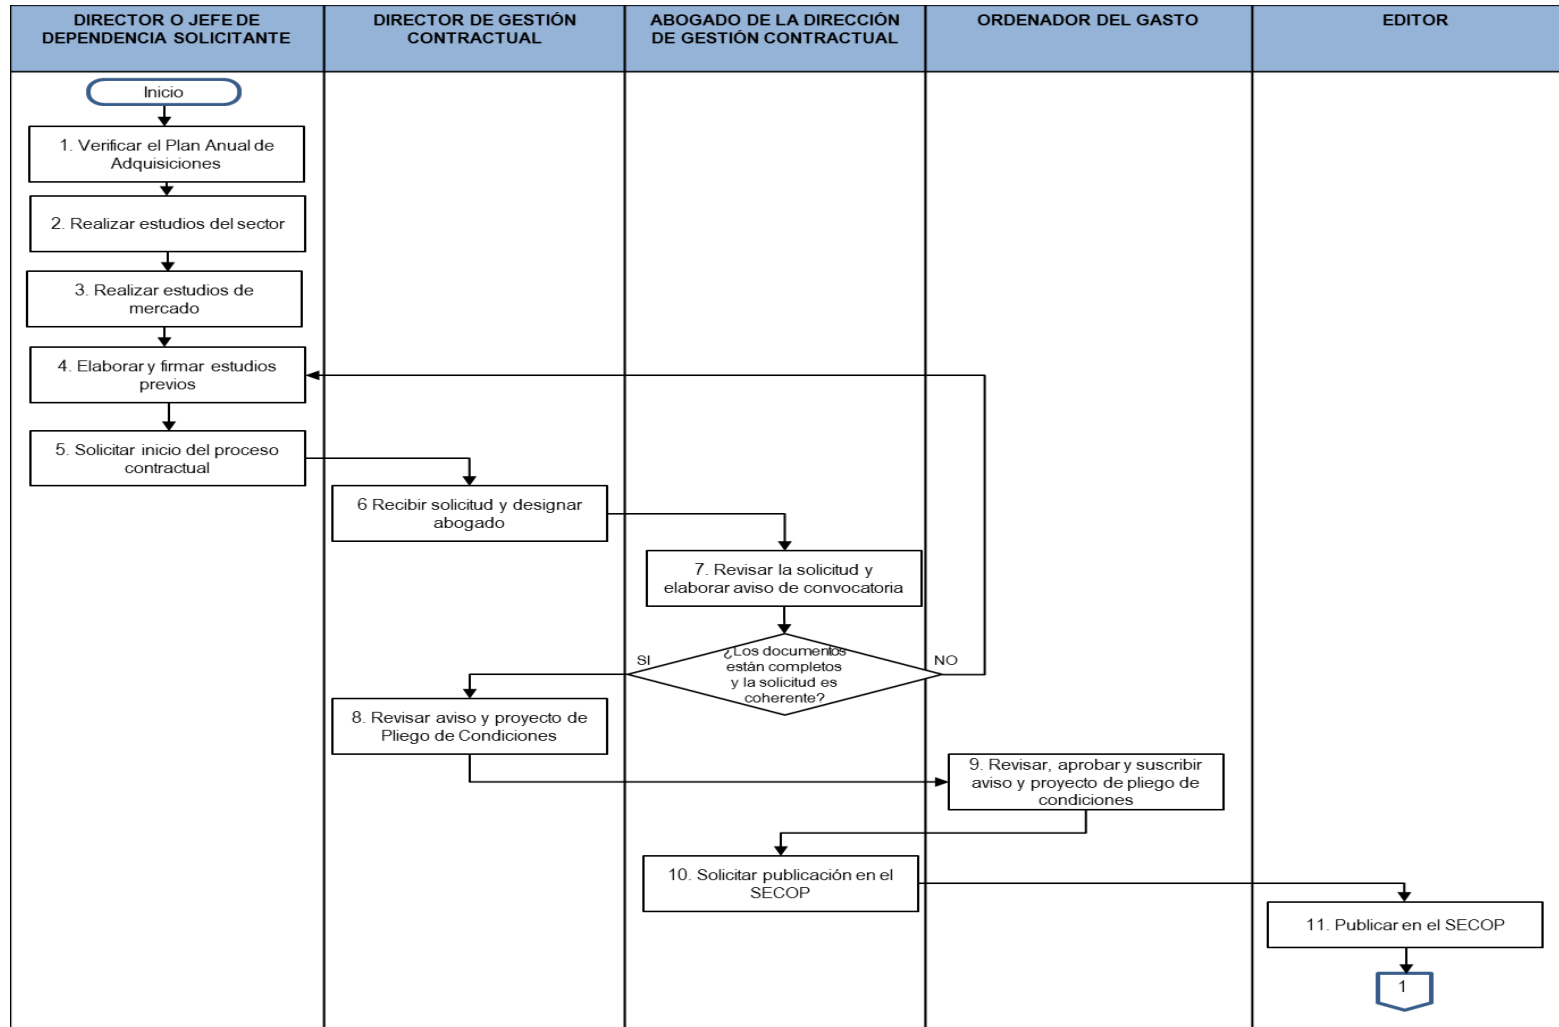 DIRECTOR O JEFE DE
DEPENDENCIA SOLICITANTE
DIRECTOR DE GESTIÓN
CONTRACTUAL
ABOGADO DE LA DIRECCIÓN
DE GESTIÓN CONTRACTUAL
ORDENADOR DEL GASTO
EDITOR
Inicio
1. Verificar el Plan Anual de
Adquisiciones
2. Realizar estudios del sector
3. Realizar estudios de
mercado
4. Elaborar y firmar estudios
previos
5. Solicitar inicio del proceso
contractual
6 Recibir solicitud y designar
abogado
7. Revisar la solicitud y
elaborar aviso de convocatoria
¿Los documentos
están completos
y la solicitud es
coherente?
SI
NO
8. Revisar aviso y proyecto de
Pliego de Condiciones
9. Revisar, aprobar y suscribir
aviso y proyecto de pliego de
condiciones
10. Solicitar publicación en el
SECOP
11. Publicar en el SECOP
1